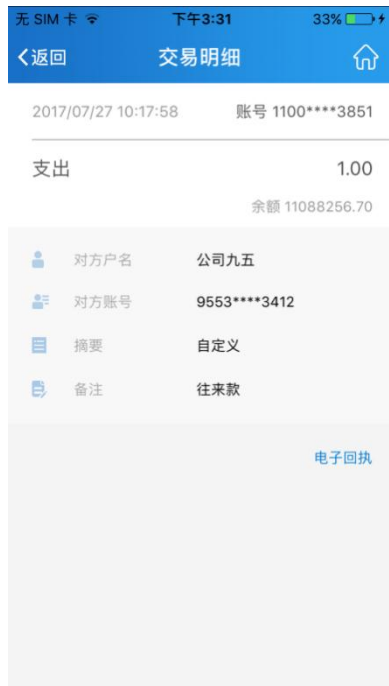 无 SIM 卡 下午3:31 33%
返回 交易明细
2017/07/27 10:17:58 账号 1100****3851
支出 1.00
余额 11088256.70
对方户名 公司九五
对方账号 9553****3412
摘要 自定义
备注 往来款
电子回执